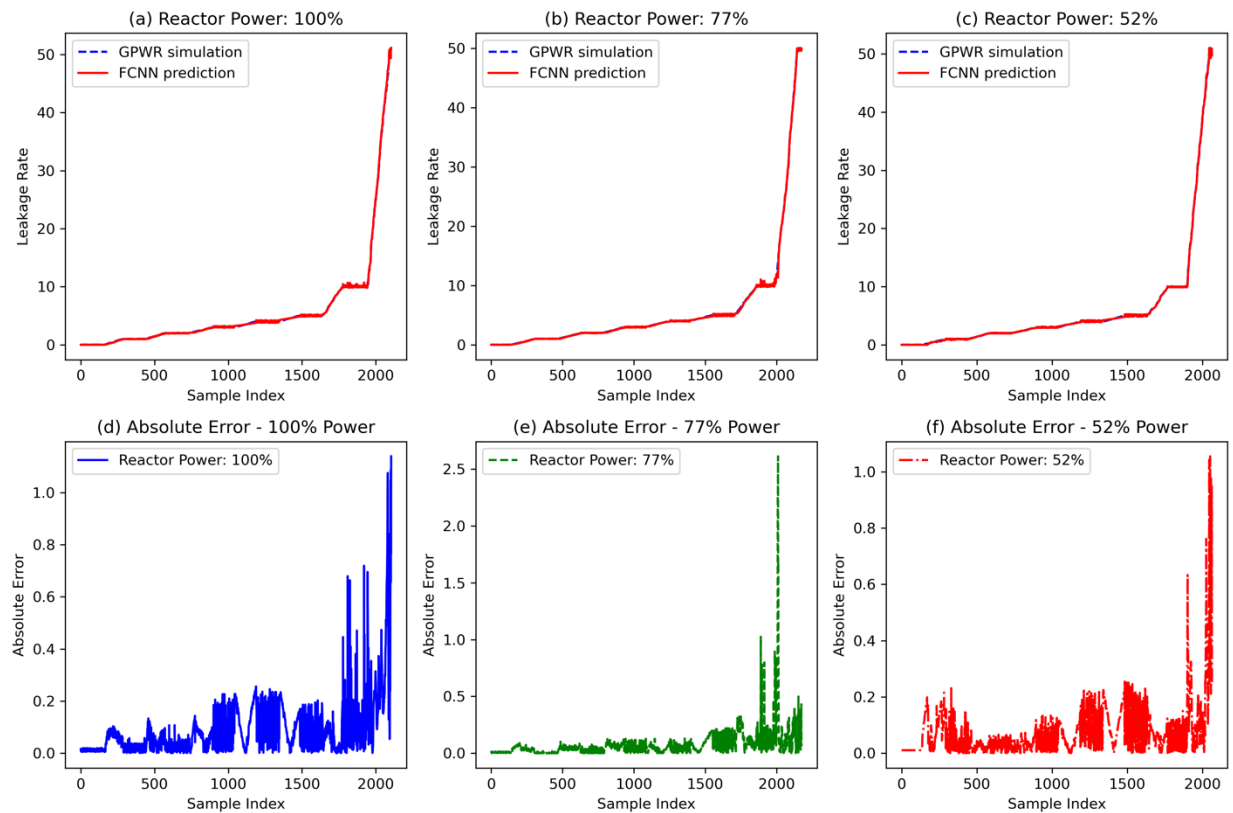 (a) Reactor Power: 100%
GPWR simulation
FCNN prediction
50
40
30
20
10
0
Leakage Rate
0 500 1000 1500 2000
Sample Index
(b) Reactor Power: 77%
GPWR simulation
FCNN prediction
50
40
30
20
10
0
Leakage Rate
0 500 1000 1500 2000
Sample Index
(c) Reactor Power: 52%
GPWR simulation
FCNN prediction
50
40
30
20
10
0
Leakage Rate
0 500 1000 1500 2000
Sample Index
(d) Absolute Error - 100% Power
Reactor Power: 100%
1.0
0.8
0.6
0.4
0.2
0.0
Absolute Error
0 500 1000 1500 2000
Sample Index
(e) Absolute Error - 77% Power
Reactor Power: 77%
2.5
2.0
1.5
1.0
0.5
0.0
Absolute Error
0 500 1000 1500 2000
Sample Index
(f) Absolute Error - 52% Power
Reactor Power: 52%
1.0
0.8
0.6
0.4
0.2
0.0
Absolute Error
0 500 1000 1500 2000
Sample Index